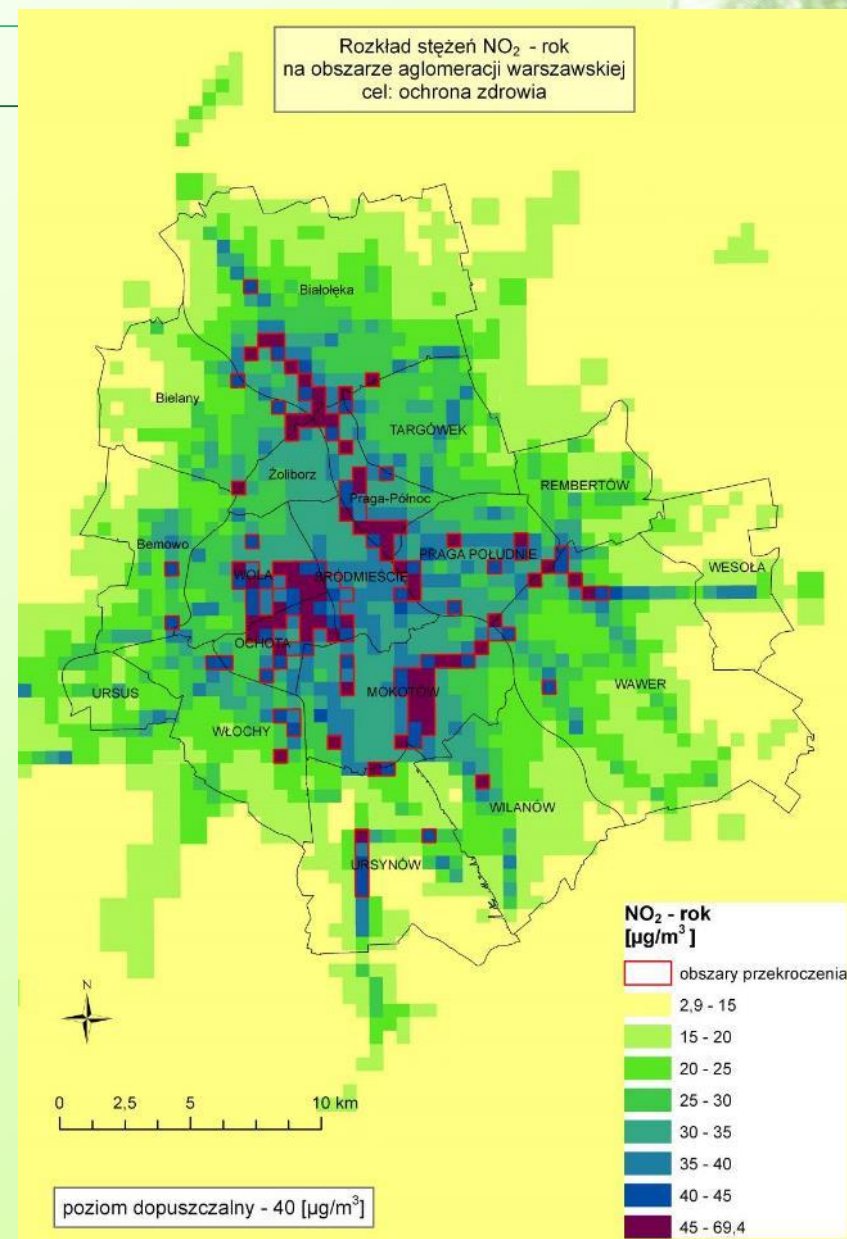 Rozkład stężeń NO₂ - rok
na obszarze aglomeracji warszawskiej
cel: ochrona zdrowia
Białołęka
Bielany
TARGÓWEK
Żoliborz
REMBERTÓW
Praga-Północ
Bemowo
PRAGA POŁUDNIE
WESOŁA
WOLA
ŚRÓDMIEŚCIE
OCHOTA
URSUS
MOKOTÓW
WAWER
WŁOCHY
WILANÓW
URSYNÓW
NO₂ - rok
[µg/m³]
obszary przekroczenia
2,9 - 15
15 - 20
20 - 25
25 - 30
30 - 35
35 - 40
40 - 45
45 - 69,4
N
0 2,5 5 10 km
poziom dopuszczalny - 40 [µg/m³]